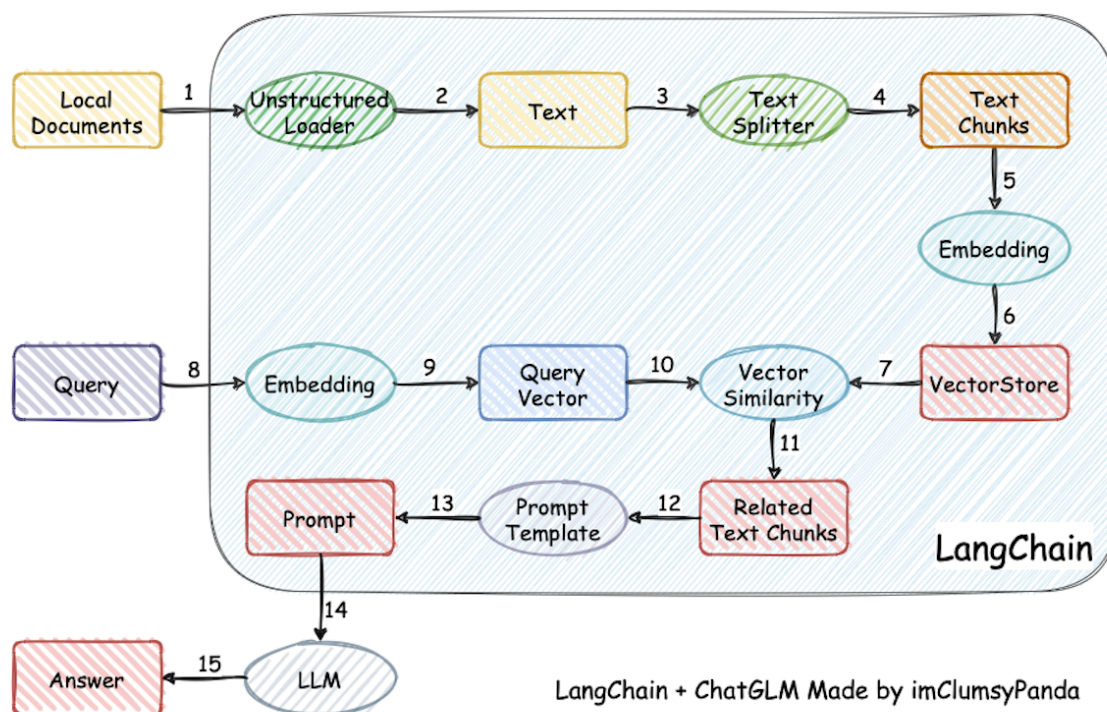 1
2
3
4
Local
Documents
Unstructured
Loader
Text
Text
Splitter
Text
Chunks
5
Embedding
6
8
9
10
7
Query
Embedding
Query
Vector
Vector
Similarity
VectorStore
11
13
12
Prompt
Prompt
Template
Related
Text Chunks
LangChain
14
15
Answer
LLM
LangChain + ChatGLM Made by imClumsyPanda